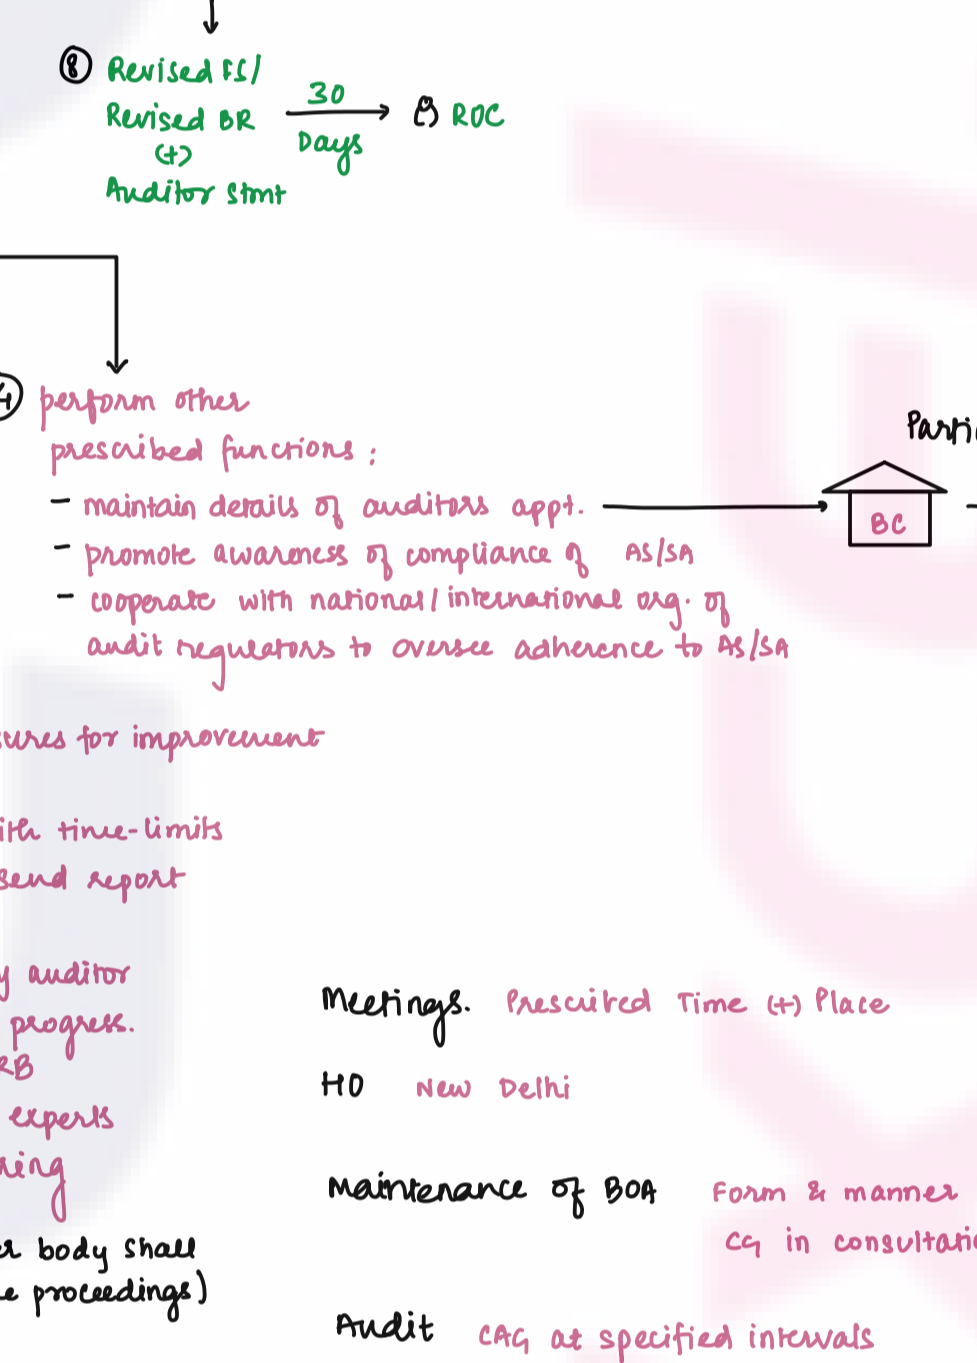 8 Revised FS/
Revised BR
(+)
Auditor Stmt
30
Days
ROC
4 perform other
prescribed functions :
- maintain details of auditors appt.
- promote awareness of compliance of AS/SA
- cooperate with national/international org. of
audit regulators to oversee adherence to AS/SA
Parti
BC
sures for improvement
ith time-limits
send report
y auditor
progress.
RB
experts
ring
er body shall
e proceedings)
Meetings. Prescribed Time (+) Place
HO New Delhi
Maintenance of BOA Form & manner
CG in consultati
Audit CAG at specified intervals